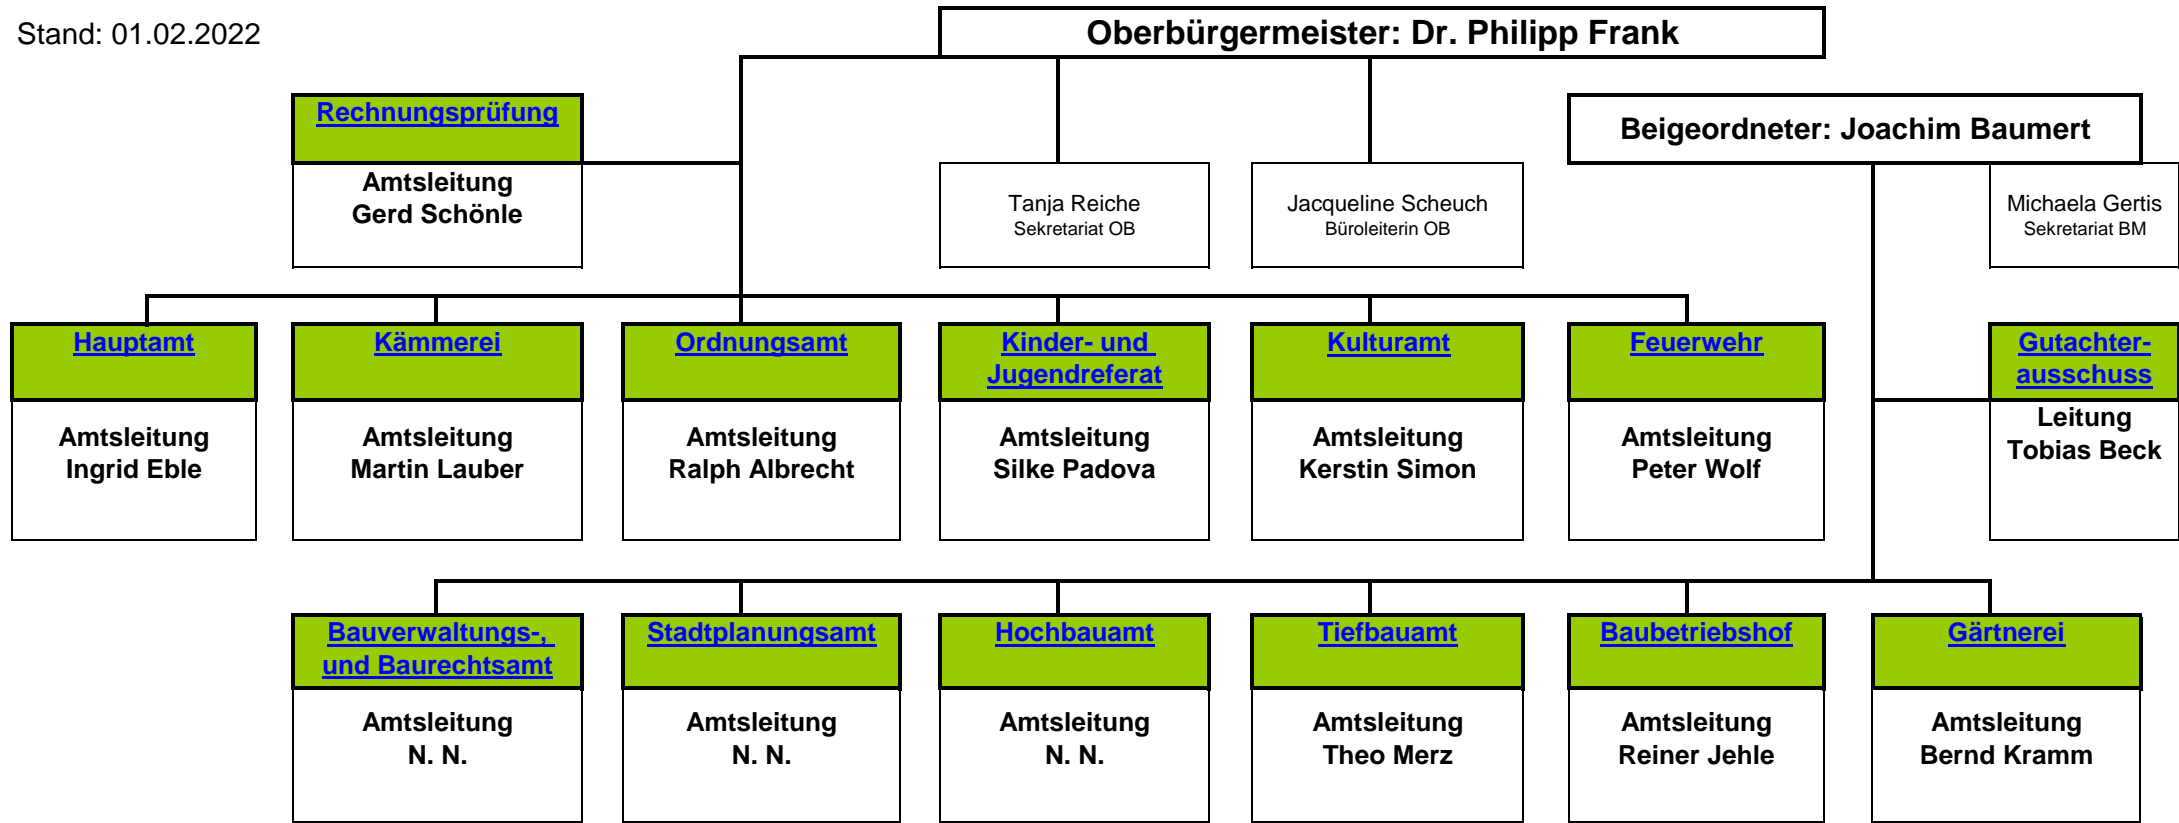 Stand: 01.02.2022
Oberbürgermeister: Dr. Philipp Frank
Rechnungsprüfung
Amtsleitung
Gerd Schönle
Beigeordneter: Joachim Baumert
Tanja Reiche
Sekretariat OB
Jacqueline Scheuch
Büroleiterin OB
Michaela Gertis
Sekretariat BM
Hauptamt
Amtsleitung
Ingrid Eble
Kämmerei
Amtsleitung
Martin Lauber
Ordnungsamt
Amtsleitung
Ralph Albrecht
Kinder- und
Jugendreferat
Amtsleitung
Silke Padova
Kulturamt
Amtsleitung
Kerstin Simon
Feuerwehr
Amtsleitung
Peter Wolf
Gutachter-
ausschuss
Leitung
Tobias Beck
Bauverwaltungs-,
und Baurechtsamt
Amtsleitung
N. N.
Stadtplanungsamt
Amtsleitung
N. N.
Hochbauamt
Amtsleitung
N. N.
Tiefbauamt
Amtsleitung
Theo Merz
Baubetriebshof
Amtsleitung
Reiner Jehle
Gärtnerei
Amtsleitung
Bernd Kramm